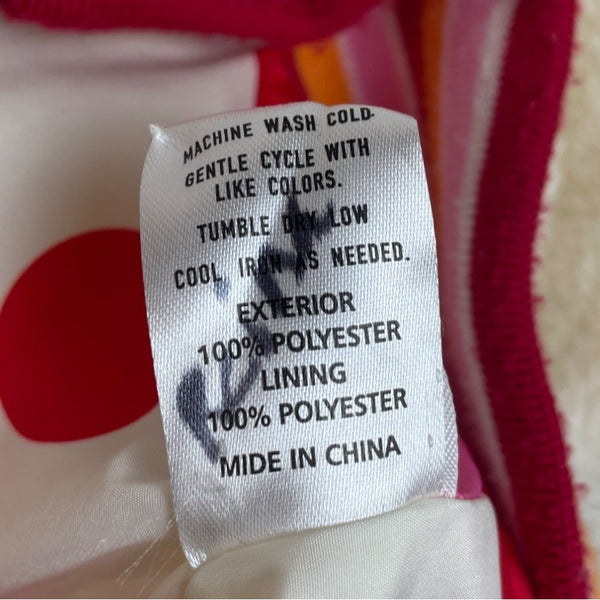 MACHINE WASH COLD-
GENTLE CYCLE WITH
LIKE COLORS.
TUMBLE DRY LOW
COOL IRON AS NEEDED.
EXTERIOR
100% POLYESTER
LINING
100% POLYESTER
MIDE IN CHINA